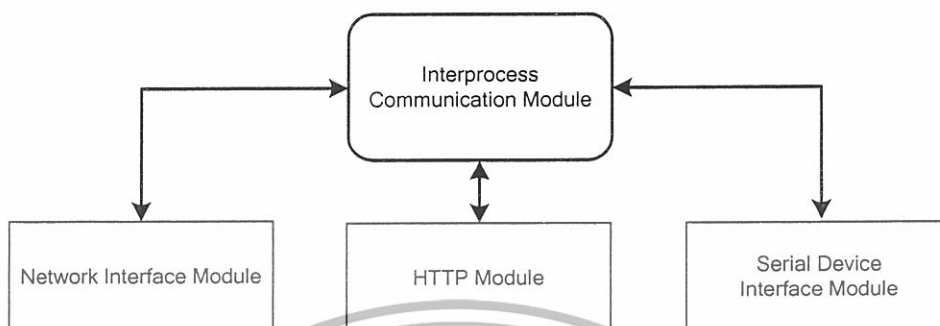 Interprocess
Communication Module
Network Interface Module
HTTP Module
Serial Device
Interface Module